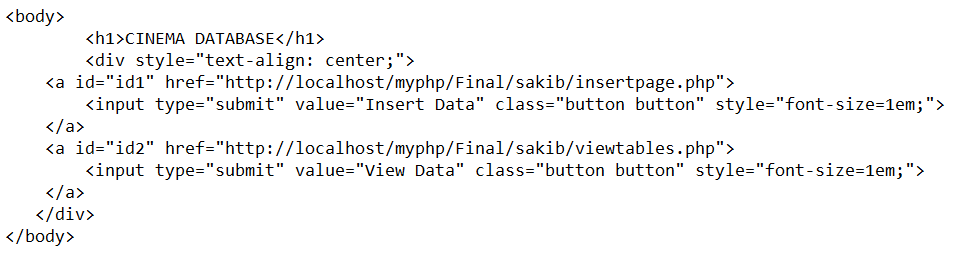 <body>
<h1>CINEMA DATABASE</h1>
<div style="text-align: center;">
<a id="id1" href="http://localhost/myphp/Final/sakib/insertpage.php">
<input type="submit" value="Insert Data" class="button button" style="font-size=1em;">
</a>
<a id="id2" href="http://localhost/myphp/Final/sakib/viewtables.php">
<input type="submit" value="View Data" class="button button" style="font-size=1em;">
</a>
</div>
</body>